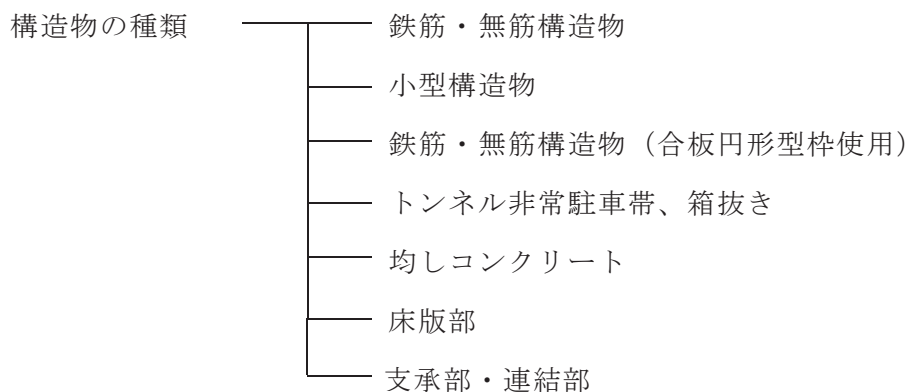 構造物の種類
鉄筋・無筋構造物
小型構造物
鉄筋・無筋構造物（合板円形型枠使用）
トンネル非常駐車帯、箱抜き
均しコンクリート
床版部
支承部・連結部